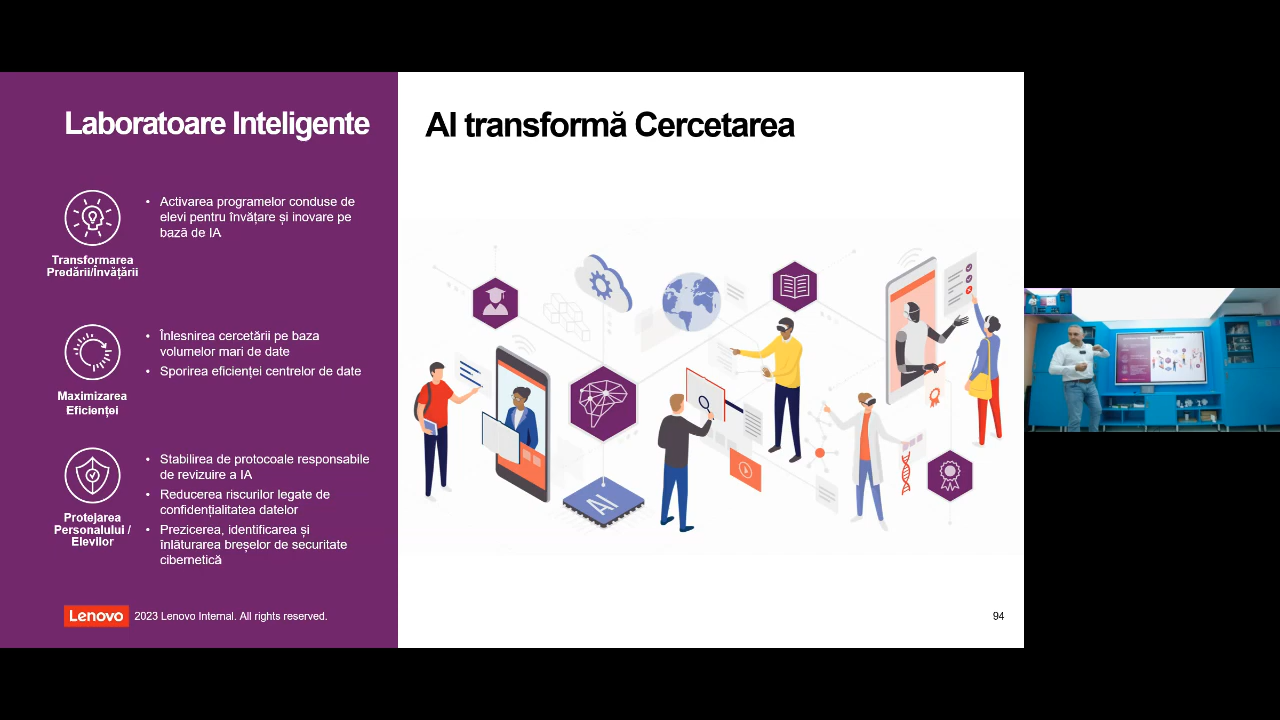 Laboratoare Inteligente
AI transformă Cercetarea
Transformarea
Predării/Învățării
• Activarea programelor conduse de
elevi pentru învățare și inovare pe
bază de IA
Maximizarea
Eficienței
• Înlesnirea cercetării pe baza
volumelor mari de date
• Sporirea eficienței centrelor de date
Protejarea
Personalului /
Elevilor
• Stabilirea de protocoale responsabile
de revizuire a IA
• Reducerea riscurilor legate de
confidențialitatea datelor
• Prezicerea, identificarea și
înlăturarea breșelor de securitate
cibernetică
AI
Lenovo 2023 Lenovo Internal. All rights reserved.
94